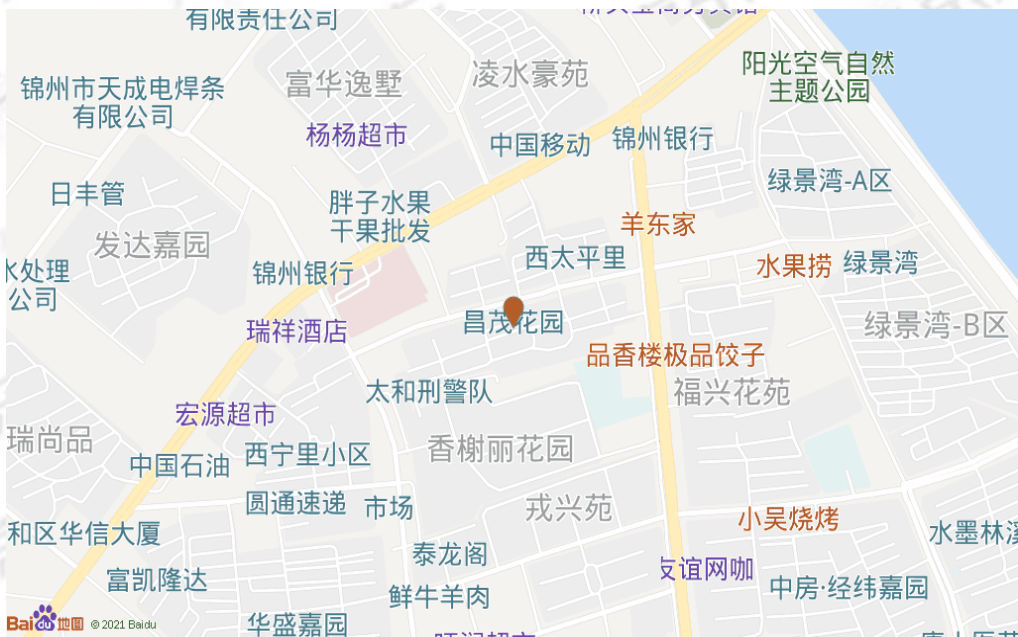 有限责任公司
凌水豪苑
阳光空气自然
主题公园
富华逸墅
锦州市天成电焊条
有限公司
杨杨超市
中国移动
锦州银行
绿景湾-A区
日丰管
胖子水果
干果批发
羊东家
发达嘉园
西太平里
水果捞
绿景湾
水处理
公司
锦州银行
昌茂花园
绿景湾-B区
瑞祥酒店
品香楼极品饺子
太和刑警队
福兴花苑
宏源超市
瑞尚品
香榭丽花园
中国石油
西宁里小区
圆通速递
市场
戎兴苑
小吴烧烤
和区华信大厦
水墨林溪
泰龙阁
友谊网咖
富凯隆达
中房·经纬嘉园
鲜牛羊肉
Bai du 地图 © 2021 Baidu
华盛嘉园